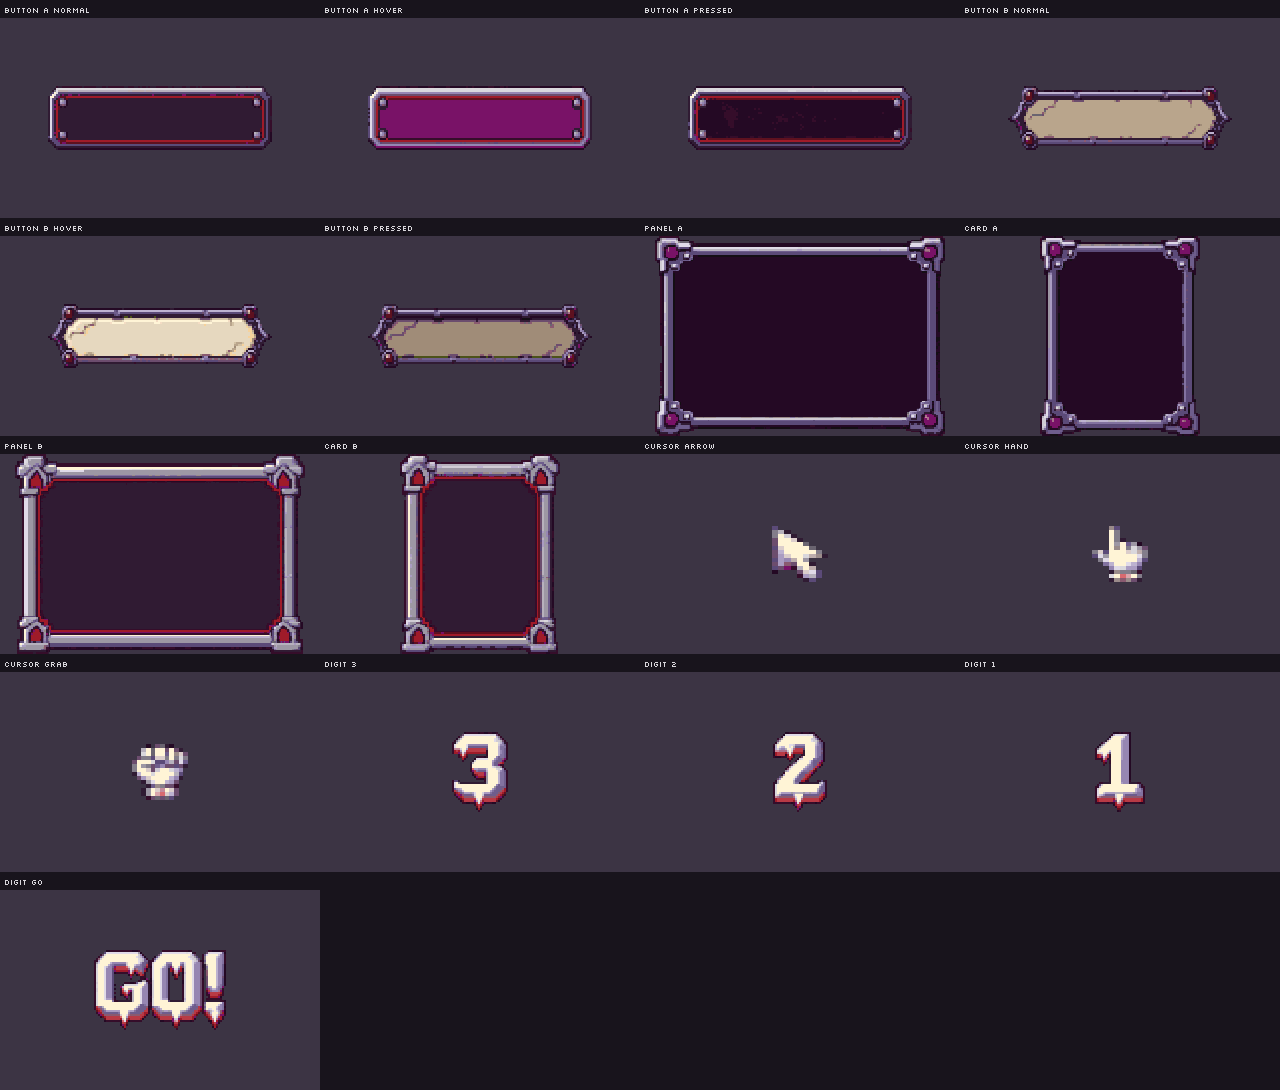 BUTTON A NORMAL
BUTTON A HOVER
BUTTON A PRESSED
BUTTON B NORMAL
BUTTON B HOVER
BUTTON B PRESSED
PANEL A
CARD A
PANEL B
CARD B
CURSOR ARROW
CURSOR HAND
CURSOR GRAB
DIGIT 3
DIGIT 2
DIGIT 1
3
2
1
DIGIT GO
GO!